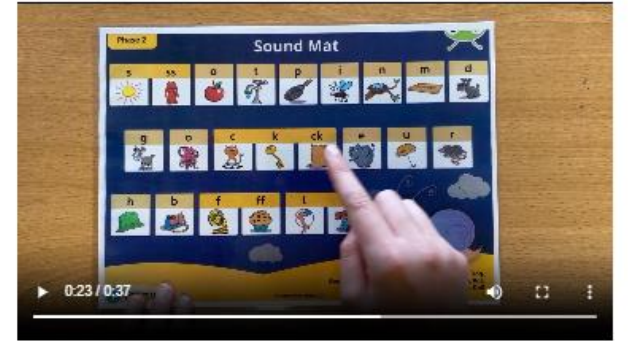 Phase 2
Sound Mat
s ss a t p i n m d
g o c k ck e u r
h b f ff l
0:23 / 0:37